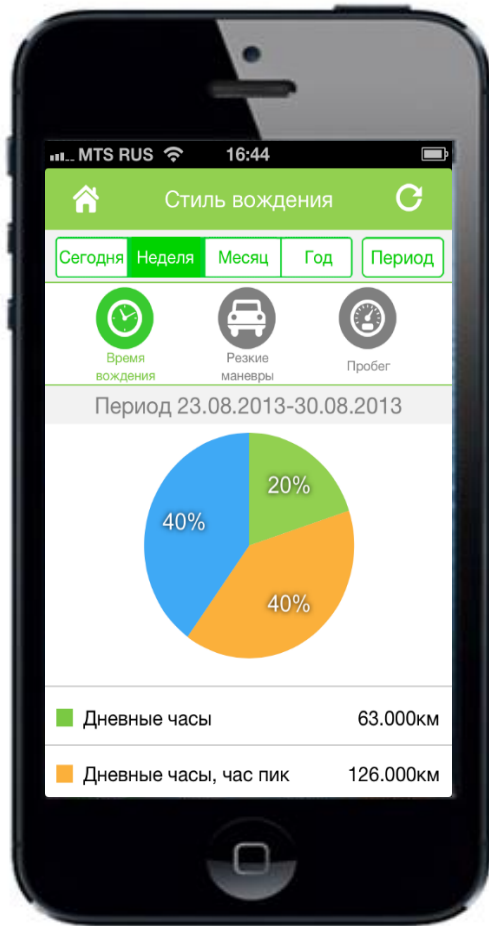 MTS RUS 16:44
Стиль вождения
Сегодня Неделя Месяц Год Период
Время вождения
Резкие маневры
Пробег
Период 23.08.2013-30.08.2013
20%
40%
40%
Дневные часы 63.000км
Дневные часы, час пик 126.000км